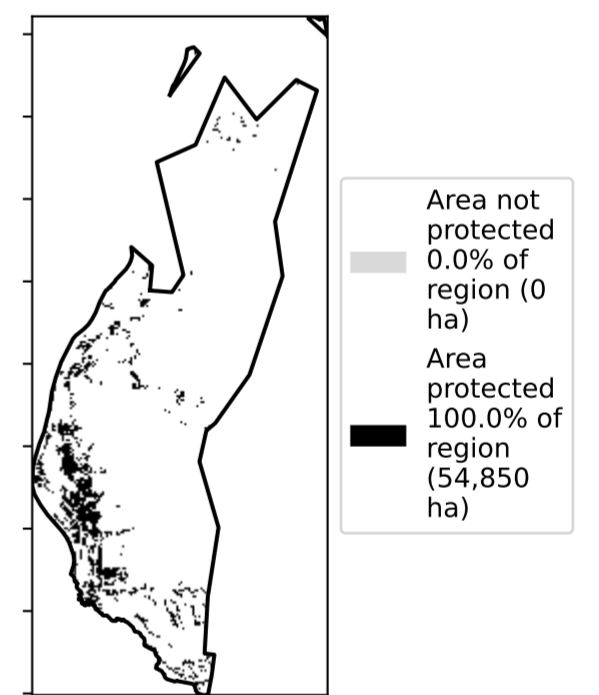 Area not
protected
0.0% of
region (0
ha)
Area
protected
100.0% of
region
(54,850
ha)